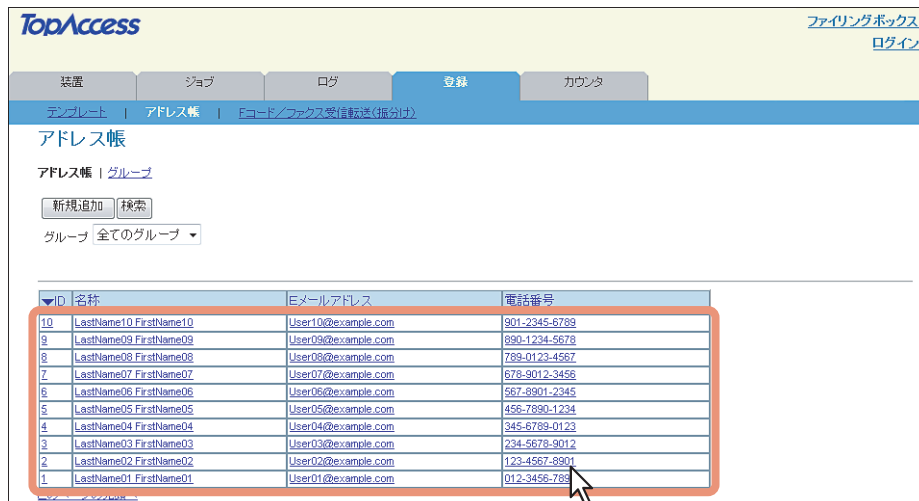 TopAccess
ファイリングボックス
ログイン
装置 ジョブ ログ 登録 カウンタ
テンプレート | アドレス帳 | Fコード/ファクス受信転送(振分け)
アドレス帳
アドレス帳 | グループ
新規追加 検索
グループ 全てのグループ
ID 名称 Eメールアドレス 電話番号
10 LastName10 FirstName10 User10@example.com 901-2345-6789
9 LastName09 FirstName09 User09@example.com 890-1234-5678
8 LastName08 FirstName08 User08@example.com 789-0123-4567
7 LastName07 FirstName07 User07@example.com 678-9012-3456
6 LastName06 FirstName06 User06@example.com 567-8901-2345
5 LastName05 FirstName05 User05@example.com 456-7890-1234
4 LastName04 FirstName04 User04@example.com 345-6789-0123
3 LastName03 FirstName03 User03@example.com 234-5678-9012
2 LastName02 FirstName02 User02@example.com 123-4567-8901
1 LastName01 FirstName01 User01@example.com 012-3456-789